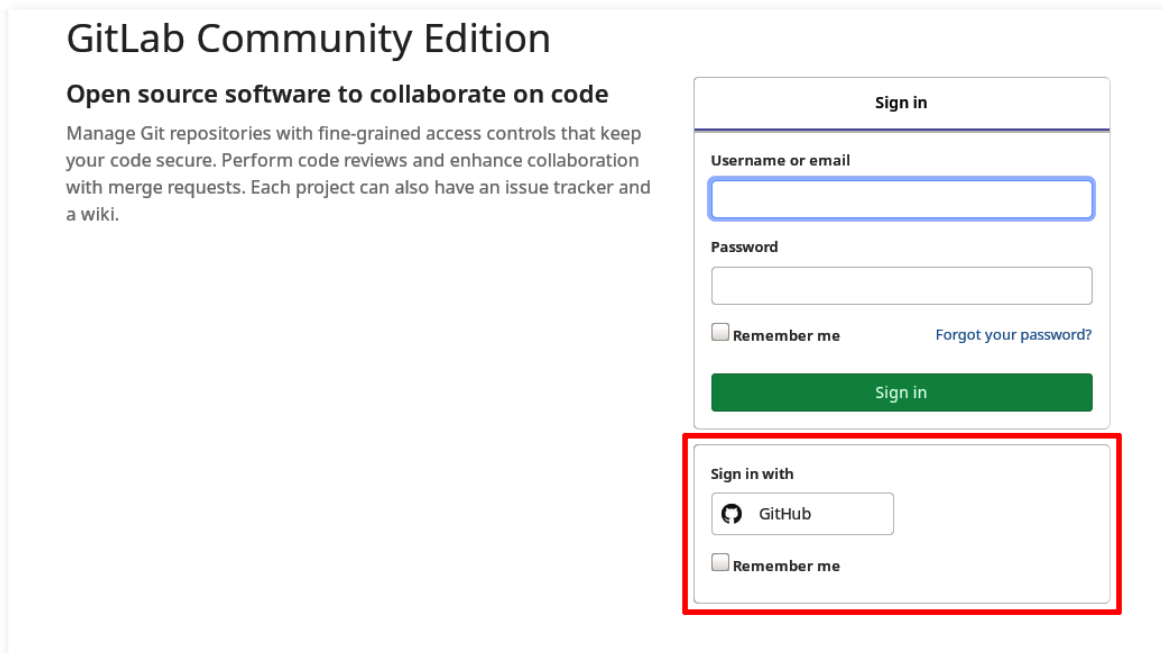 GitLab Community Edition
Open source software to collaborate on code
Manage Git repositories with fine-grained access controls that keep
your code secure. Perform code reviews and enhance collaboration
with merge requests. Each project can also have an issue tracker and
a wiki.
Sign in
Username or email
Password
Remember me
Forgot your password?
Sign in
Sign in with
GitHub
Remember me